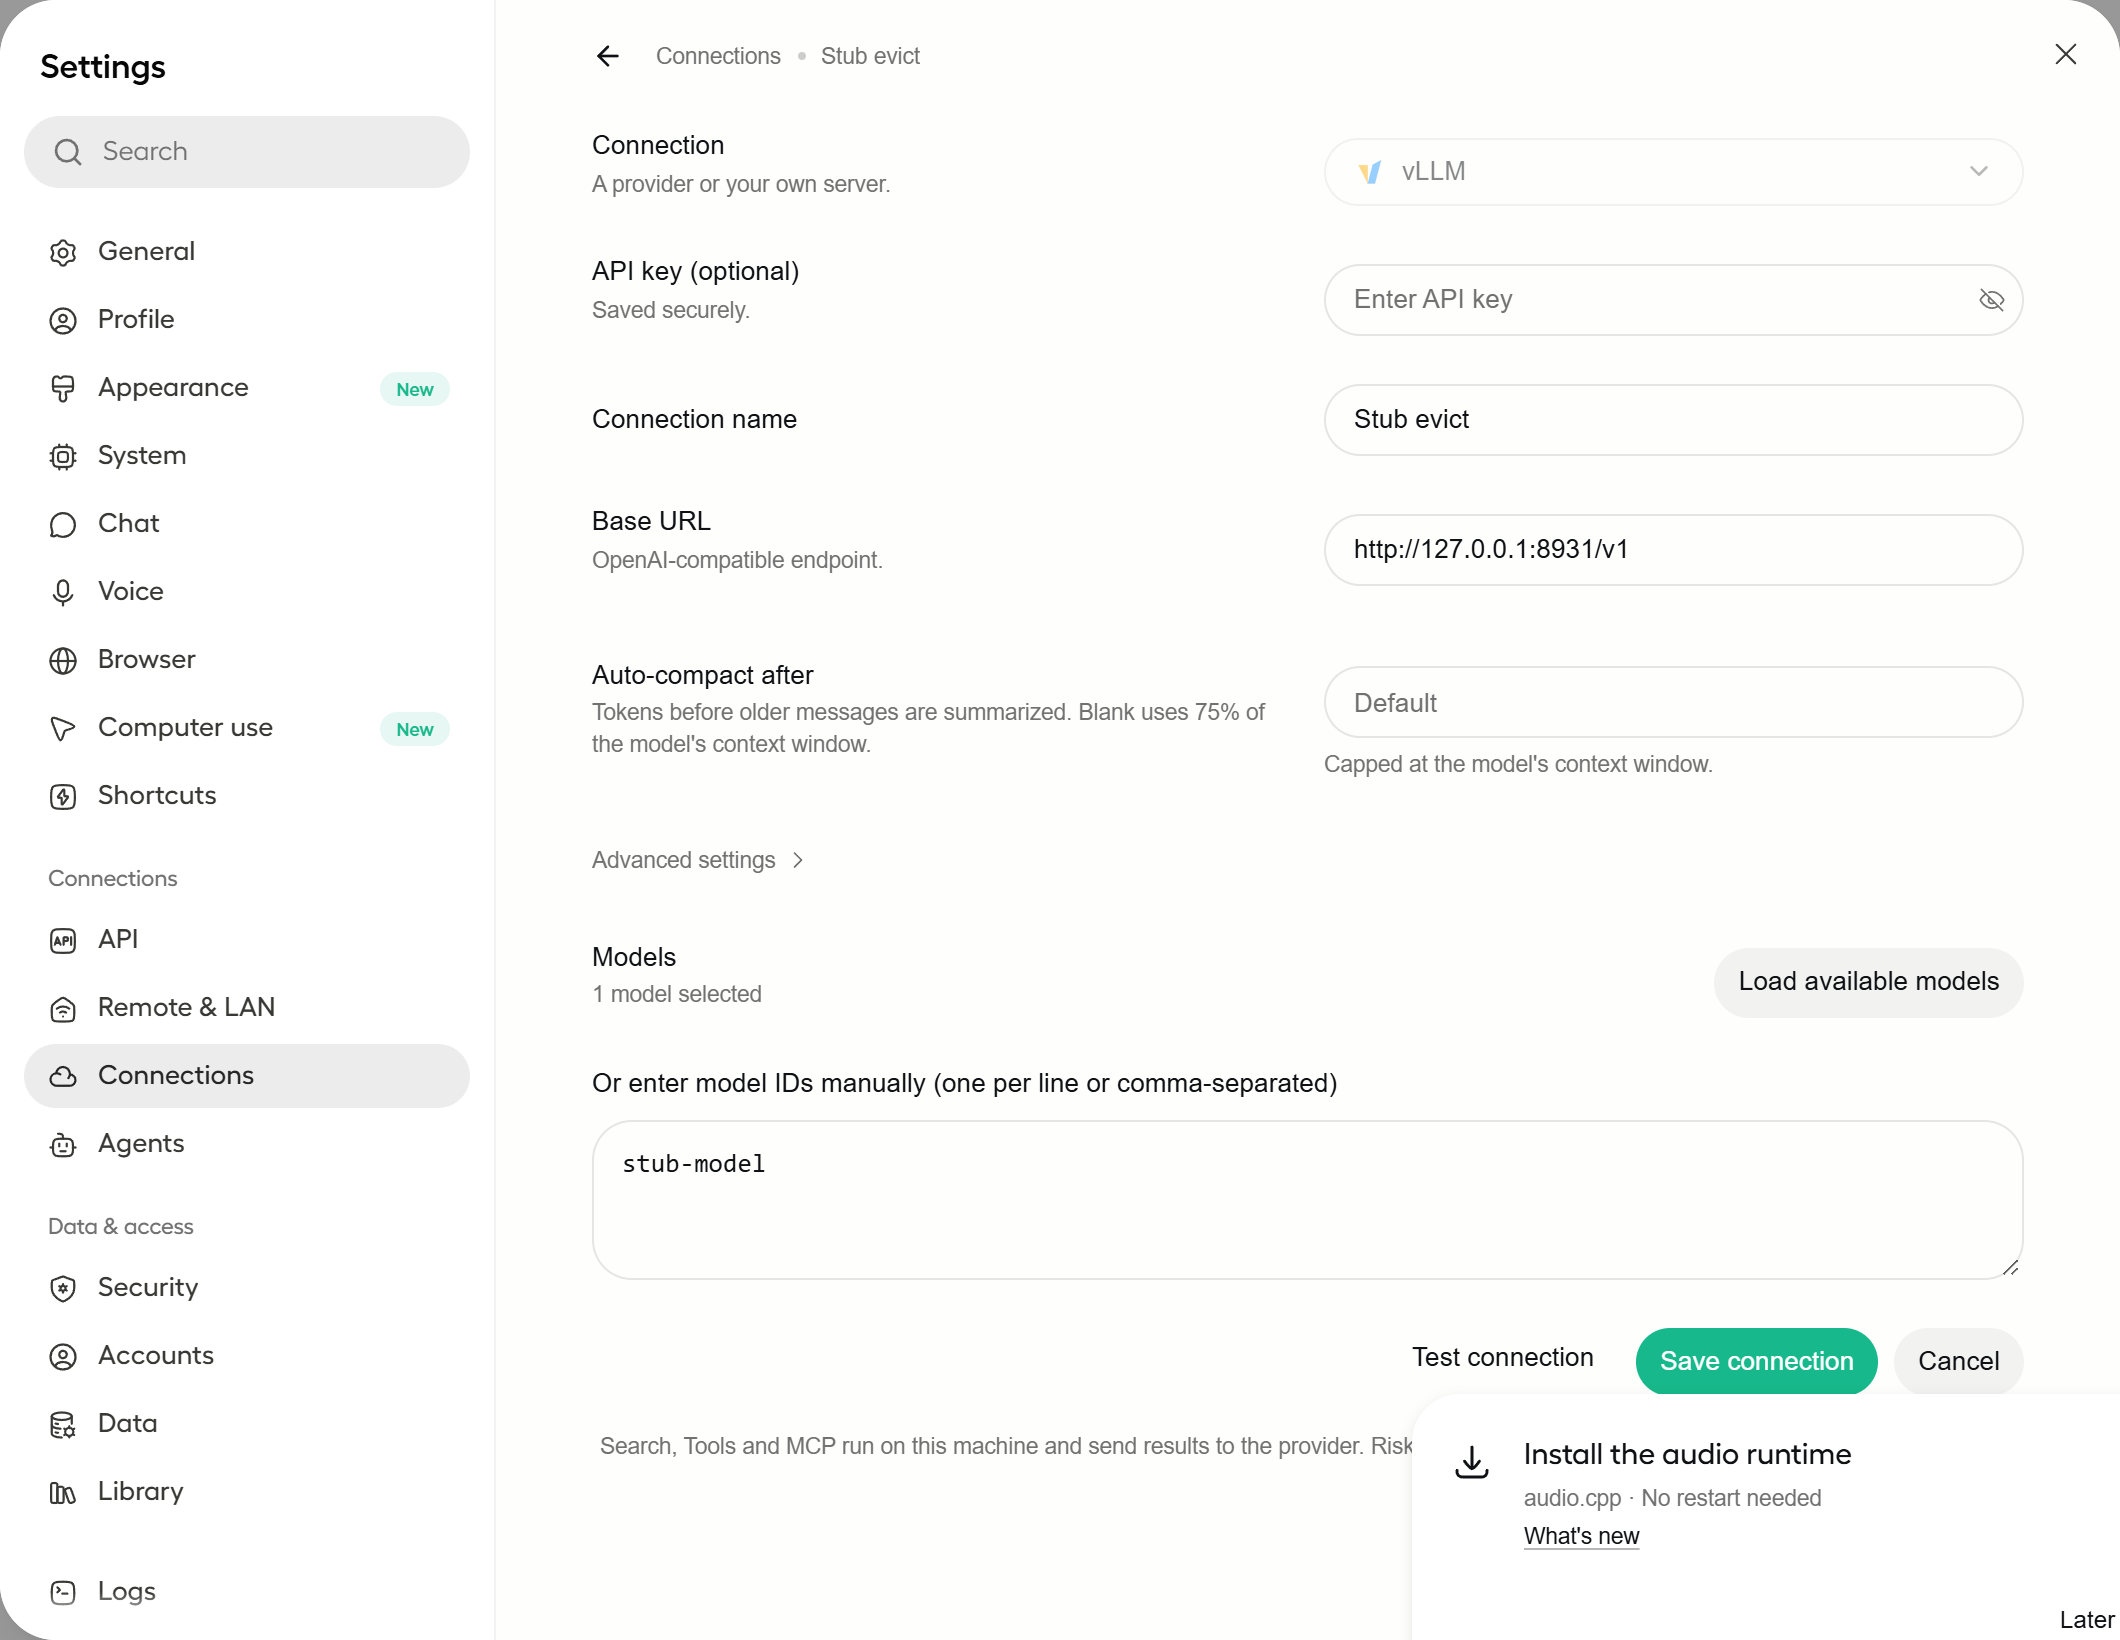 Settings
Search
General
Profile
Appearance
New
System
Chat
Voice
Browser
Computer use
New
Shortcuts
Connections
API
Remote & LAN
Connections
Agents
Data & access
Security
Accounts
Data
Library
Logs
Connections • Stub evict
Connection
A provider or your own server.
vLLM
API key (optional)
Saved securely.
Enter API key
Connection name
Stub evict
Base URL
OpenAI-compatible endpoint.
http://127.0.0.1:8931/v1
Auto-compact after
Tokens before older messages are summarized. Blank uses 75% of
the model's context window.
Default
Capped at the model's context window.
Advanced settings
Models
1 model selected
Load available models
Or enter model IDs manually (one per line or comma-separated)
stub-model
Test connection
Save connection
Cancel
Search, Tools and MCP run on this machine and send results to the provider. Risk
Install the audio runtime
audio.cpp · No restart needed
What's new
Later